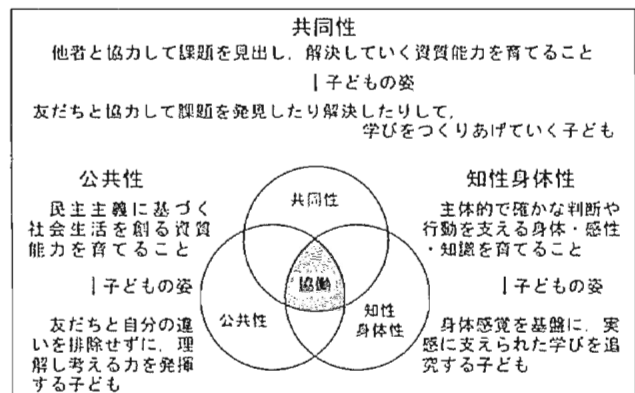 共同性
他者と協力して課題を見出し,解決していく資質能力を育てること
↓子どもの姿
友だちと協力して課題を発見したり解決したりして,
学びをつくりあげていく子ども
公共性
民主主義に基づく
社会生活を創る資質
能力を育てること
↓子どもの姿
友だちと自分の違
いを排除せずに,理
解し考える力を発揮
する子ども
共同性
協働
公共性
知性
身体性
知性身体性
主体的で確かな判断や
行動を支える身体・感性
・知識を育てること
↓子どもの姿
身体感覚を基盤に,実
感に支えられた学びを追
究する子ども